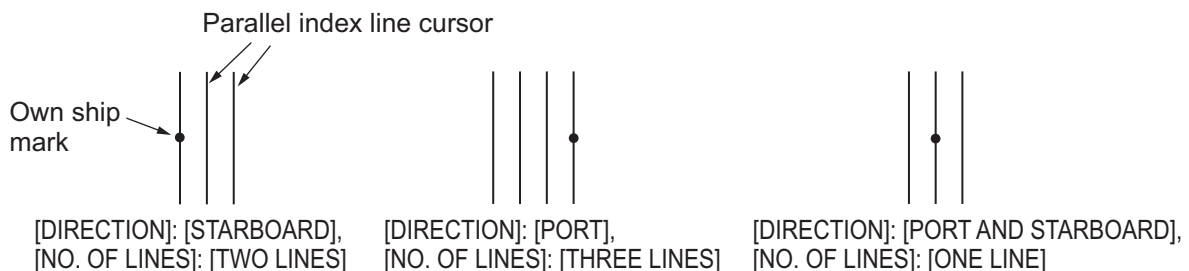 Parallel index line cursor
Own ship
mark
[DIRECTION]: [STARBOARD],
[NO. OF LINES]: [TWO LINES]
[DIRECTION]: [PORT],
[NO. OF LINES]: [THREE LINES]
[DIRECTION]: [PORT AND STARBOARD],
[NO. OF LINES]: [ONE LINE]